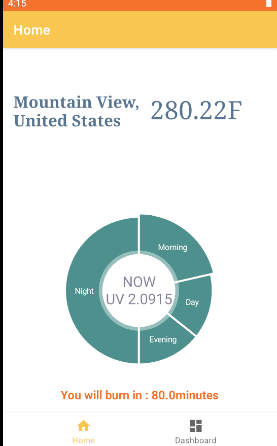 4:15
Home
Mountain View,
United States
280.22F
Morning
Night
NOW
UV 2.0915
Day
Evening
You will burn in : 80.0minutes
Home
Dashboard